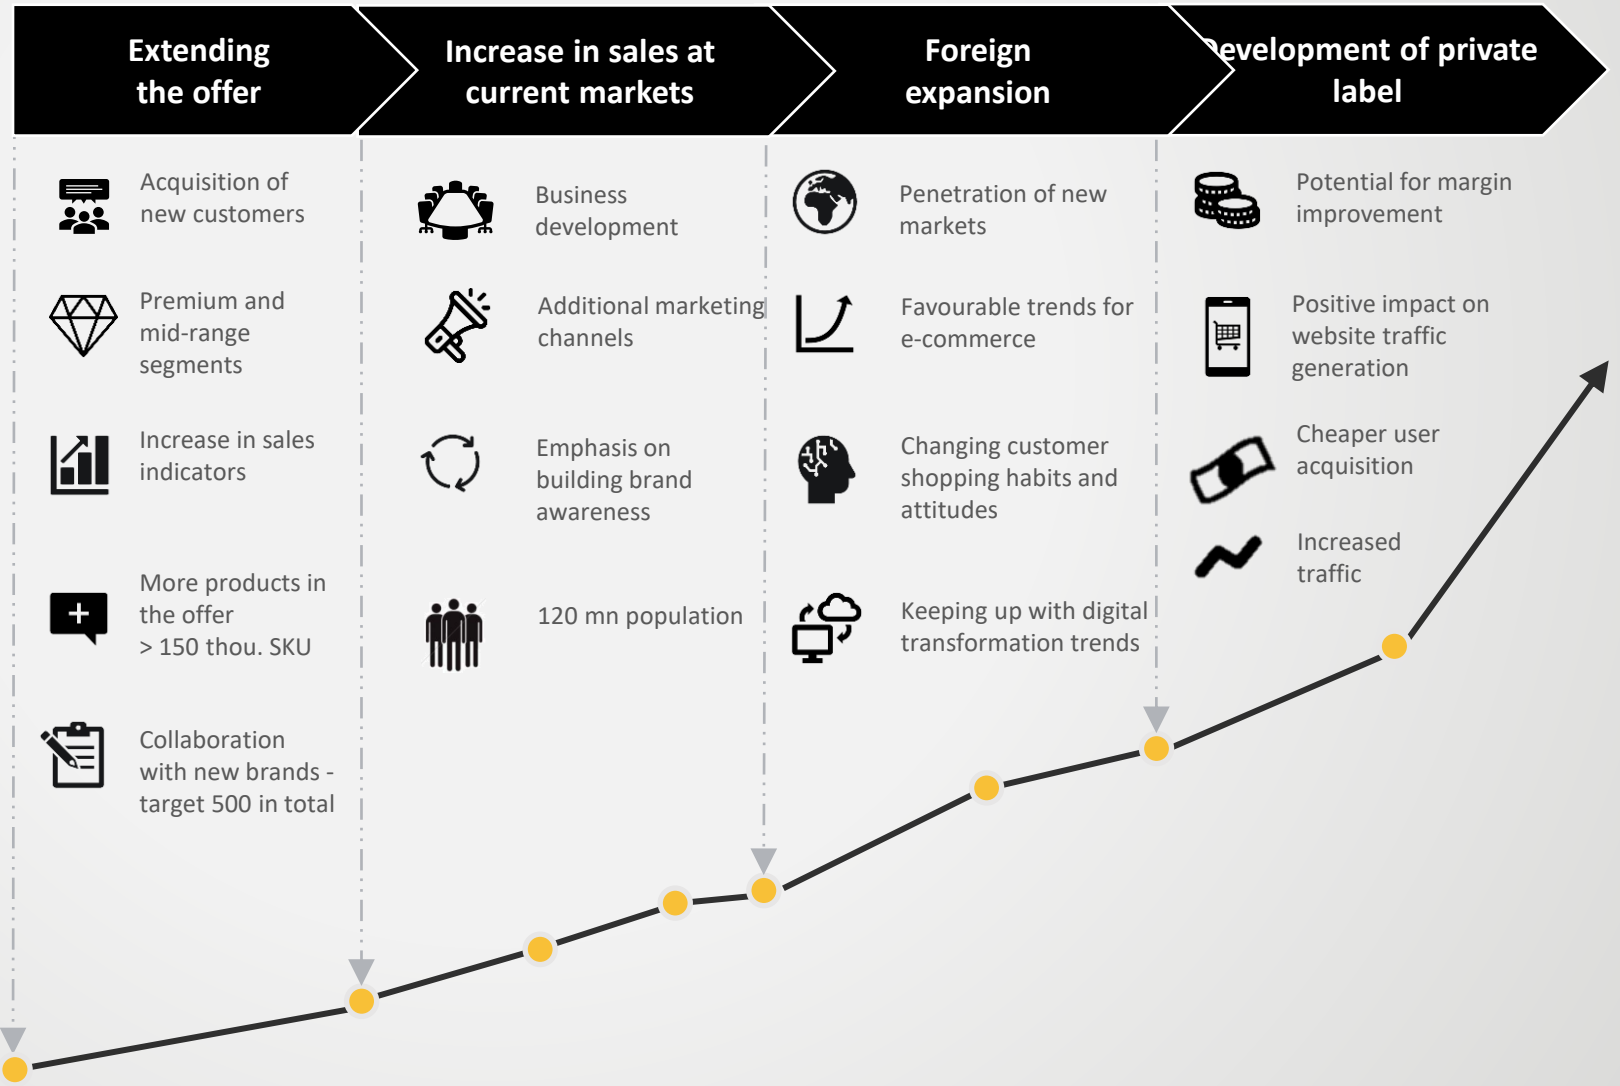 Extending
the offer
Increase in sales at
current markets
Foreign
expansion
Development of private
label
Acquisition of
new customers
Premium and
mid-range
segments
Increase in sales
indicators
More products in
the offer
> 150 thou. SKU
Collaboration
with new brands -
target 500 in total
Business
development
Additional marketing
channels
Emphasis on
building brand
awareness
120 mn population
Penetration of new
markets
Favourable trends for
e-commerce
Changing customer
shopping habits and
attitudes
Keeping up with digital
transformation trends
Potential for margin
improvement
Positive impact on
website traffic
generation
Cheaper user
acquisition
Increased
traffic